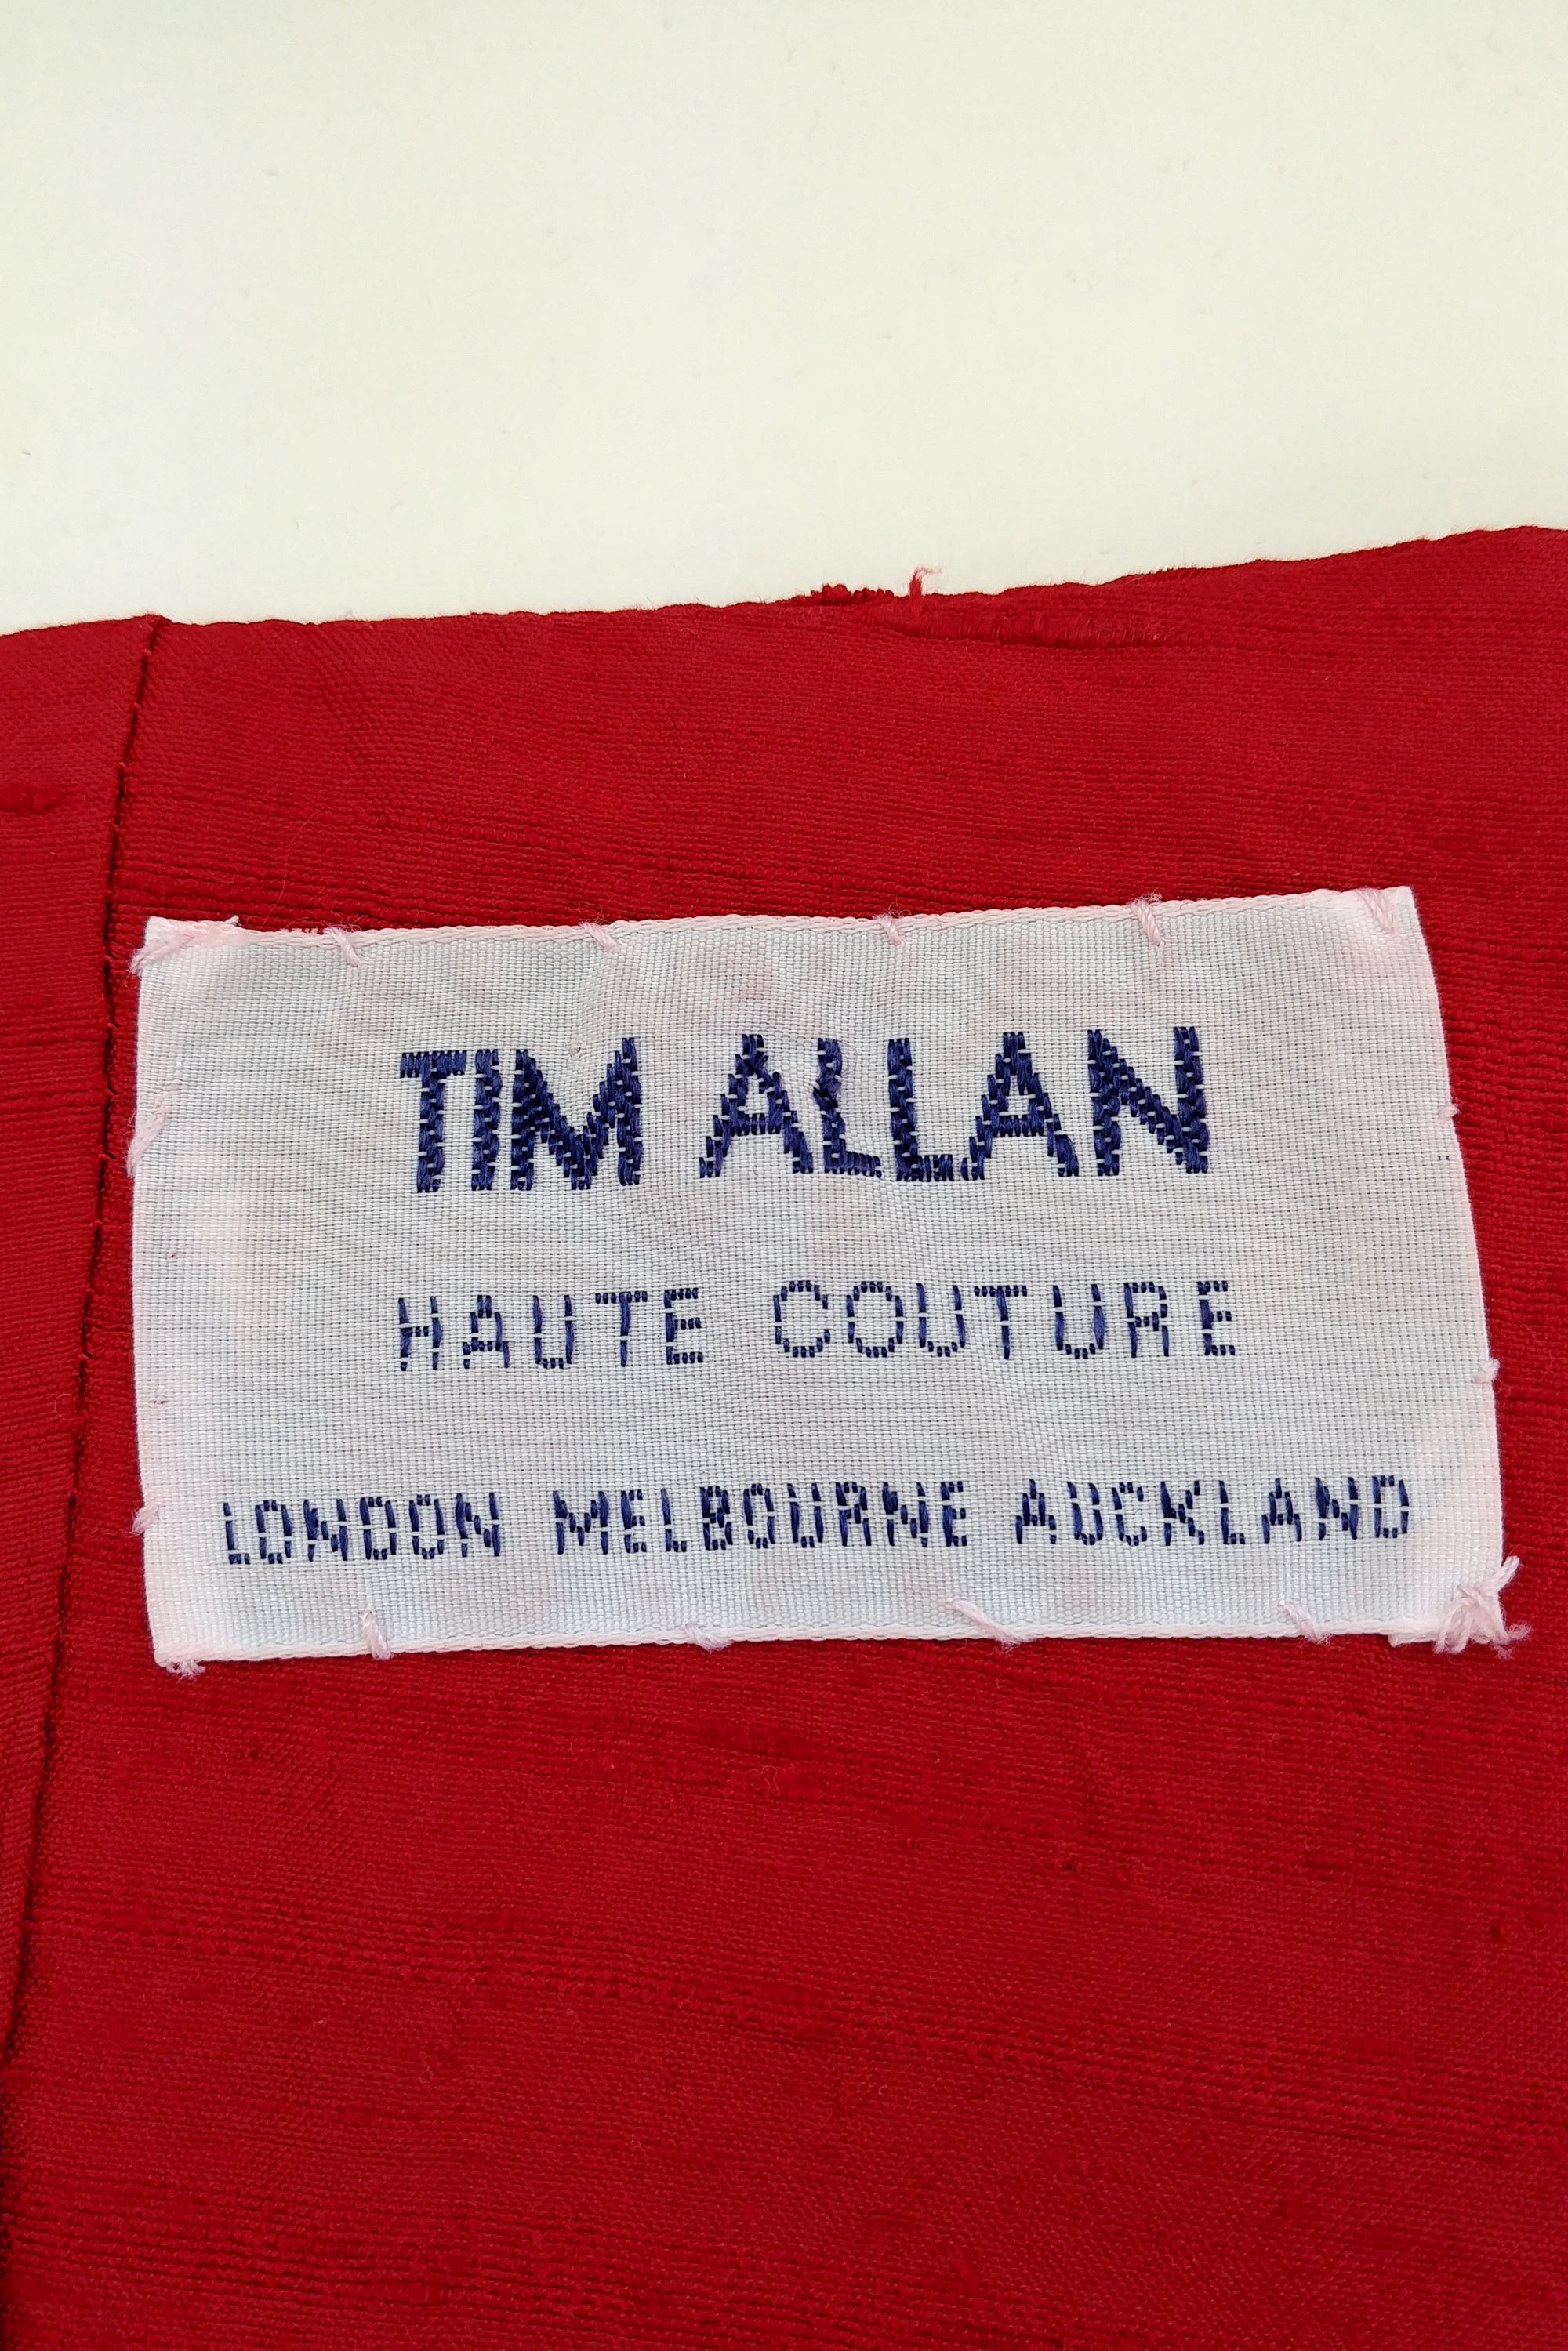 TIM ALLAN
HAUTE COUTURE
LONDON MELBOURNE AUCKLAND